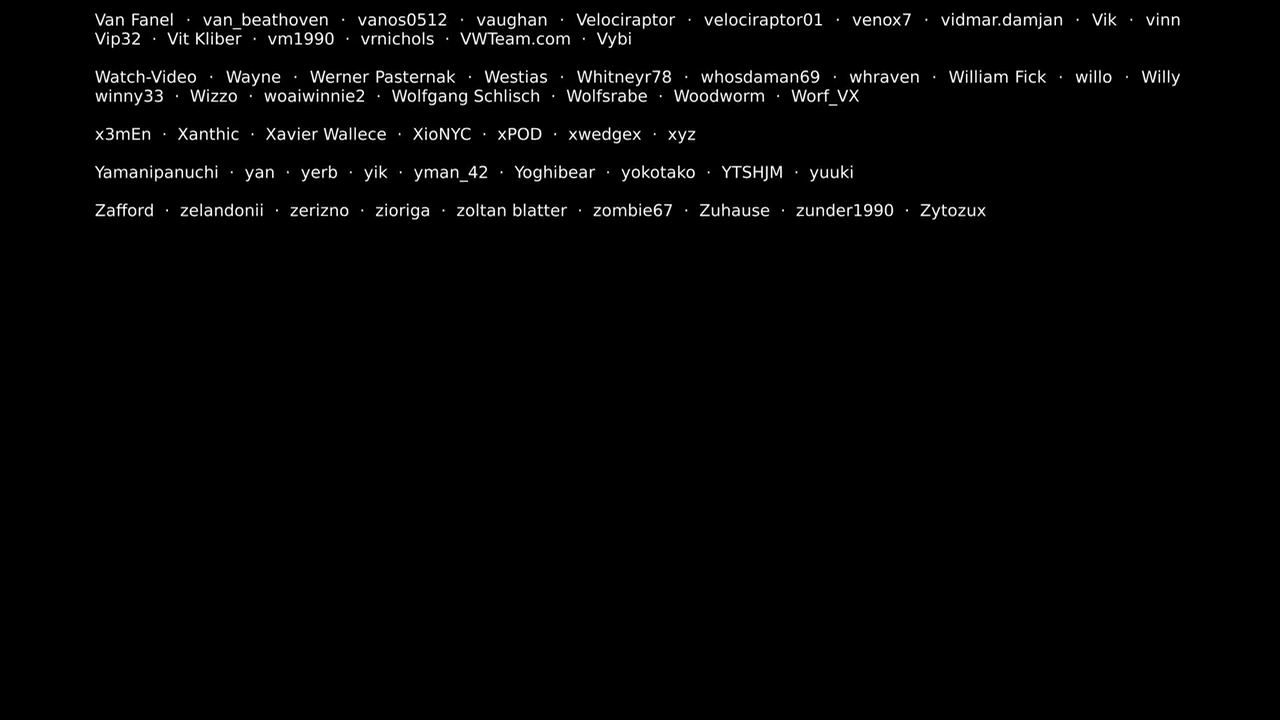 Van Fanel · van_beathoven · vanos0512 · vaughan · Velociraptor · velociraptor01 · venox7 · vidmar.damjan · Vik · vinn
Vip32 · Vit Kliber · vm1990 · vrnichols · VWTeam.com · Vybi
Watch-Video · Wayne · Werner Pasternak · Westias · Whitneyr78 · whosdaman69 · whraven · William Fick · willo · Willy
winny33 · Wizzo · woaiwinnie2 · Wolfgang Schlisch · Wolfsrabe · Woodworm · Worf_VX
x3mEn · Xanthic · Xavier Wallece · XioNYC · xPOD · xwedgex · xyz
Yamanipanuchi · yan · yerb · yik · yman_42 · Yoghibear · yokotako · YTSHJM · yuuki
Zafford · zelandonii · zerizno · zioriga · zoltan blatter · zombie67 · Zuhause · zunder1990 · Zytozux